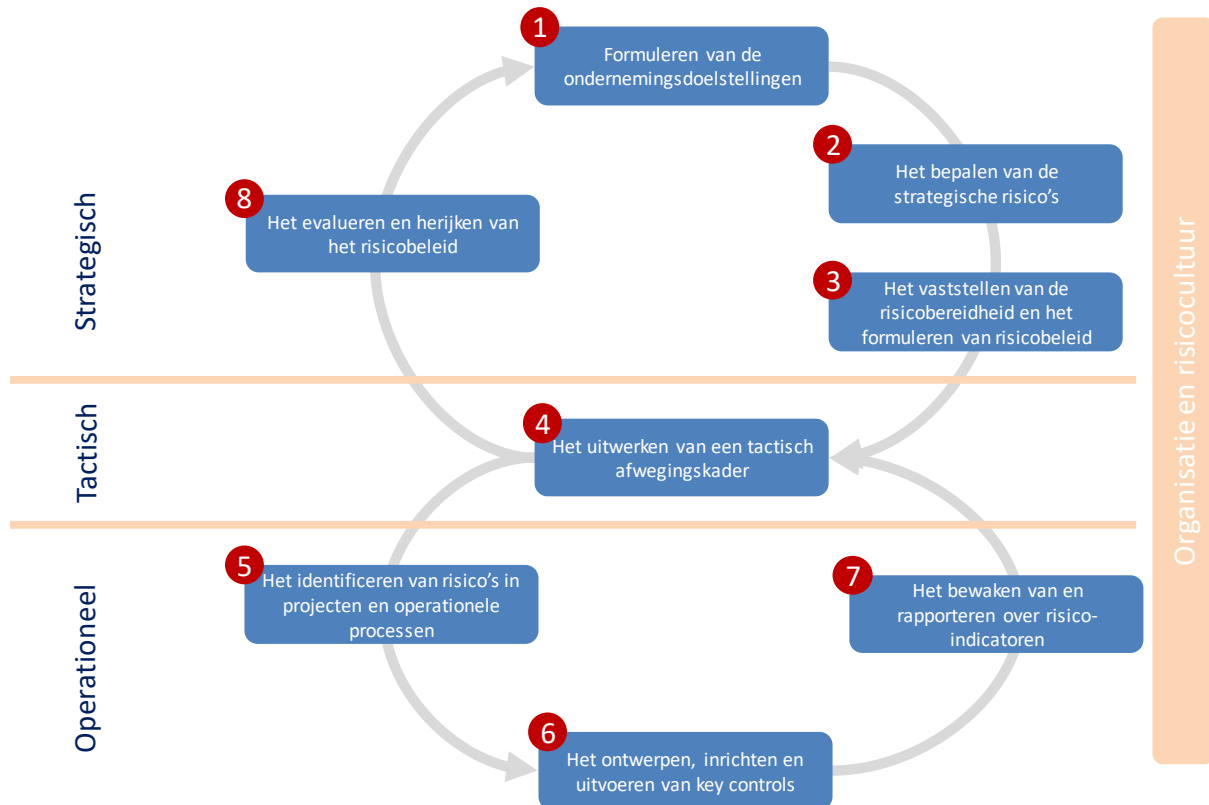 1
Formuleren van de
ondernemingsdoelstellingen
2
Het bepalen van de
strategische risico's
8
Het evalueren en herijken van
het risicobeleid
3
Het vaststellen van de
risicobereidheid en het
formuleren van risicobeleid
Strategisch
4
Het uitwerken van een tactisch
afwegingskader
Tactisch
5
Het identificeren van risico's in
projecten en operationele
processen
7
Het bewaken van en
rapporteren over risico-
indicatoren
6
Het ontwerpen, inrichten en
uitvoeren van key controls
Operationeel
Organisatie en risicocultuur